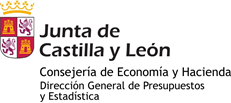 Junta de
Castilla y León
Consejería de Economía y Hacienda
Dirección General de Presupuestos
y Estadística